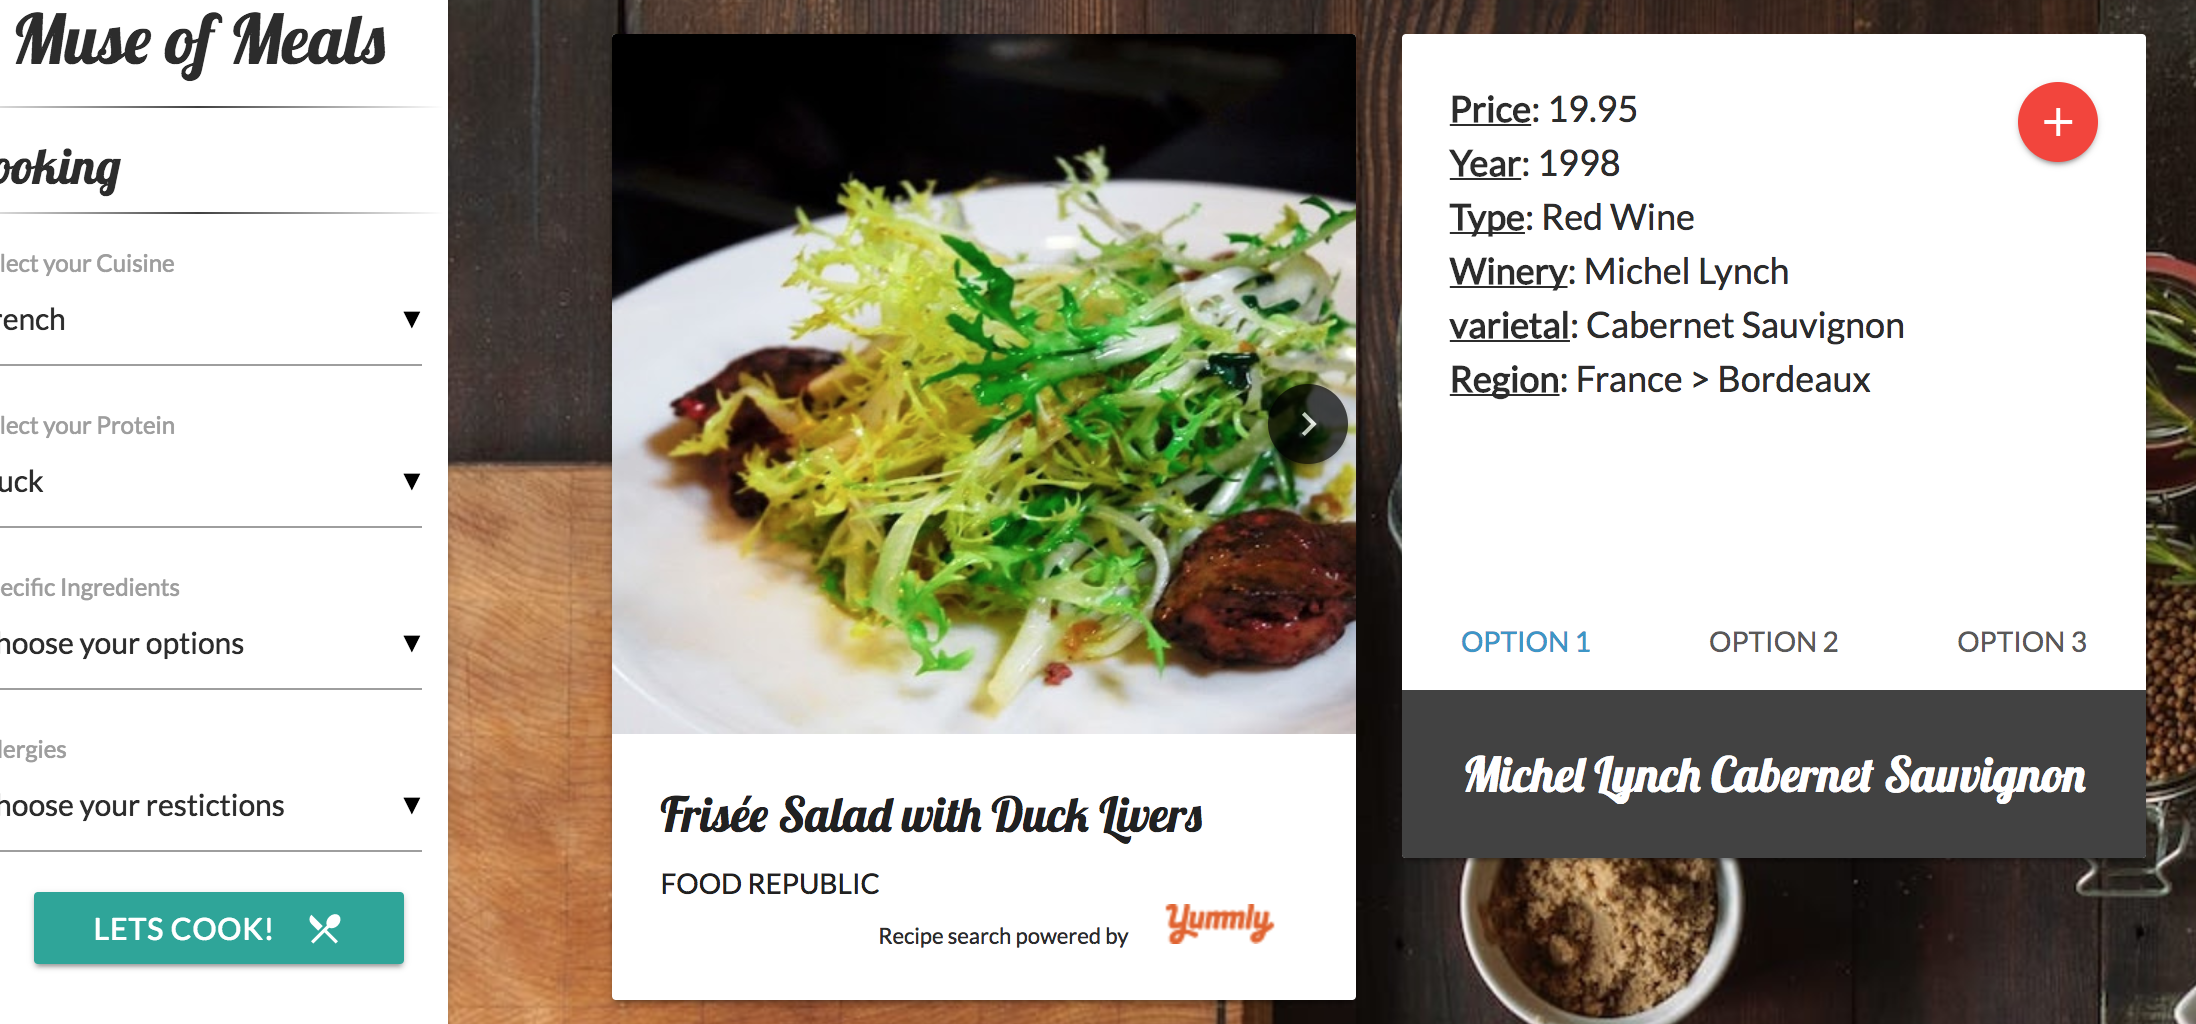 Muse of Meals
ooking
lect your Cuisine
rench
lect your Protein
uck
ecific Ingredients
hoose your options
lergies
hoose your restictions
LETS COOK!
Frisée Salad with Duck Livers
FOOD REPUBLIC
Recipe search powered by Yummly
Price: 19.95
Year: 1998
Type: Red Wine
Winery: Michel Lynch
varietal: Cabernet Sauvignon
Region: France > Bordeaux
OPTION 1 OPTION 2 OPTION 3
Michel Lynch Cabernet Sauvignon